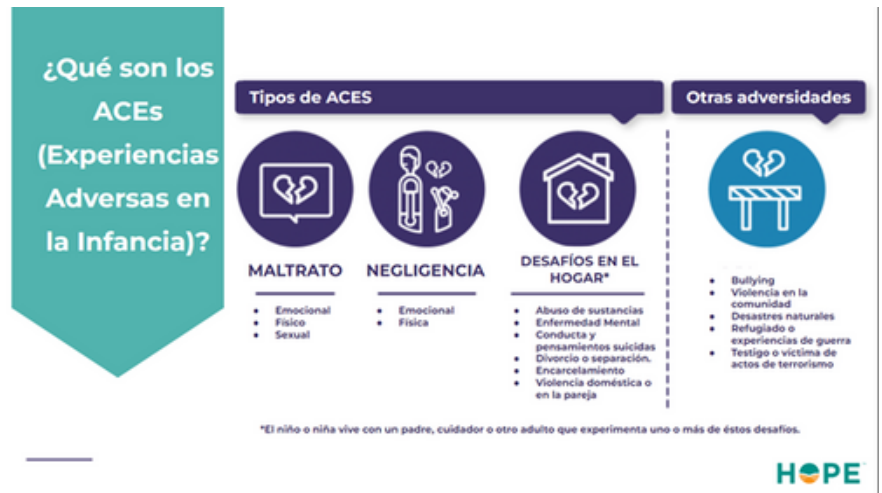 ¿Qué son los
ACEs
(Experiencias
Adversas en
la Infancia)?
Tipos de ACES
Otras adversidades
MALTRATO
Emocional
Físico
Sexual
NEGLIGENCIA
Emocional
Física
DESAFÍOS EN EL
HOGAR*
Abuso de sustancias
Enfermedad Mental
Conducta y
pensamientos suicidas
Divorcio o separación.
Encarcelamiento
Violencia doméstica o
en la pareja
Bullying
Violencia en la
comunidad
Desastres naturales
Refugiado o
experiencias de guerra
Testigo o víctima de
actos de terrorismo
*El niño o niña vive con un padre, cuidador o otro adulto que experimenta uno o más de éstos desafíos.
HOPE